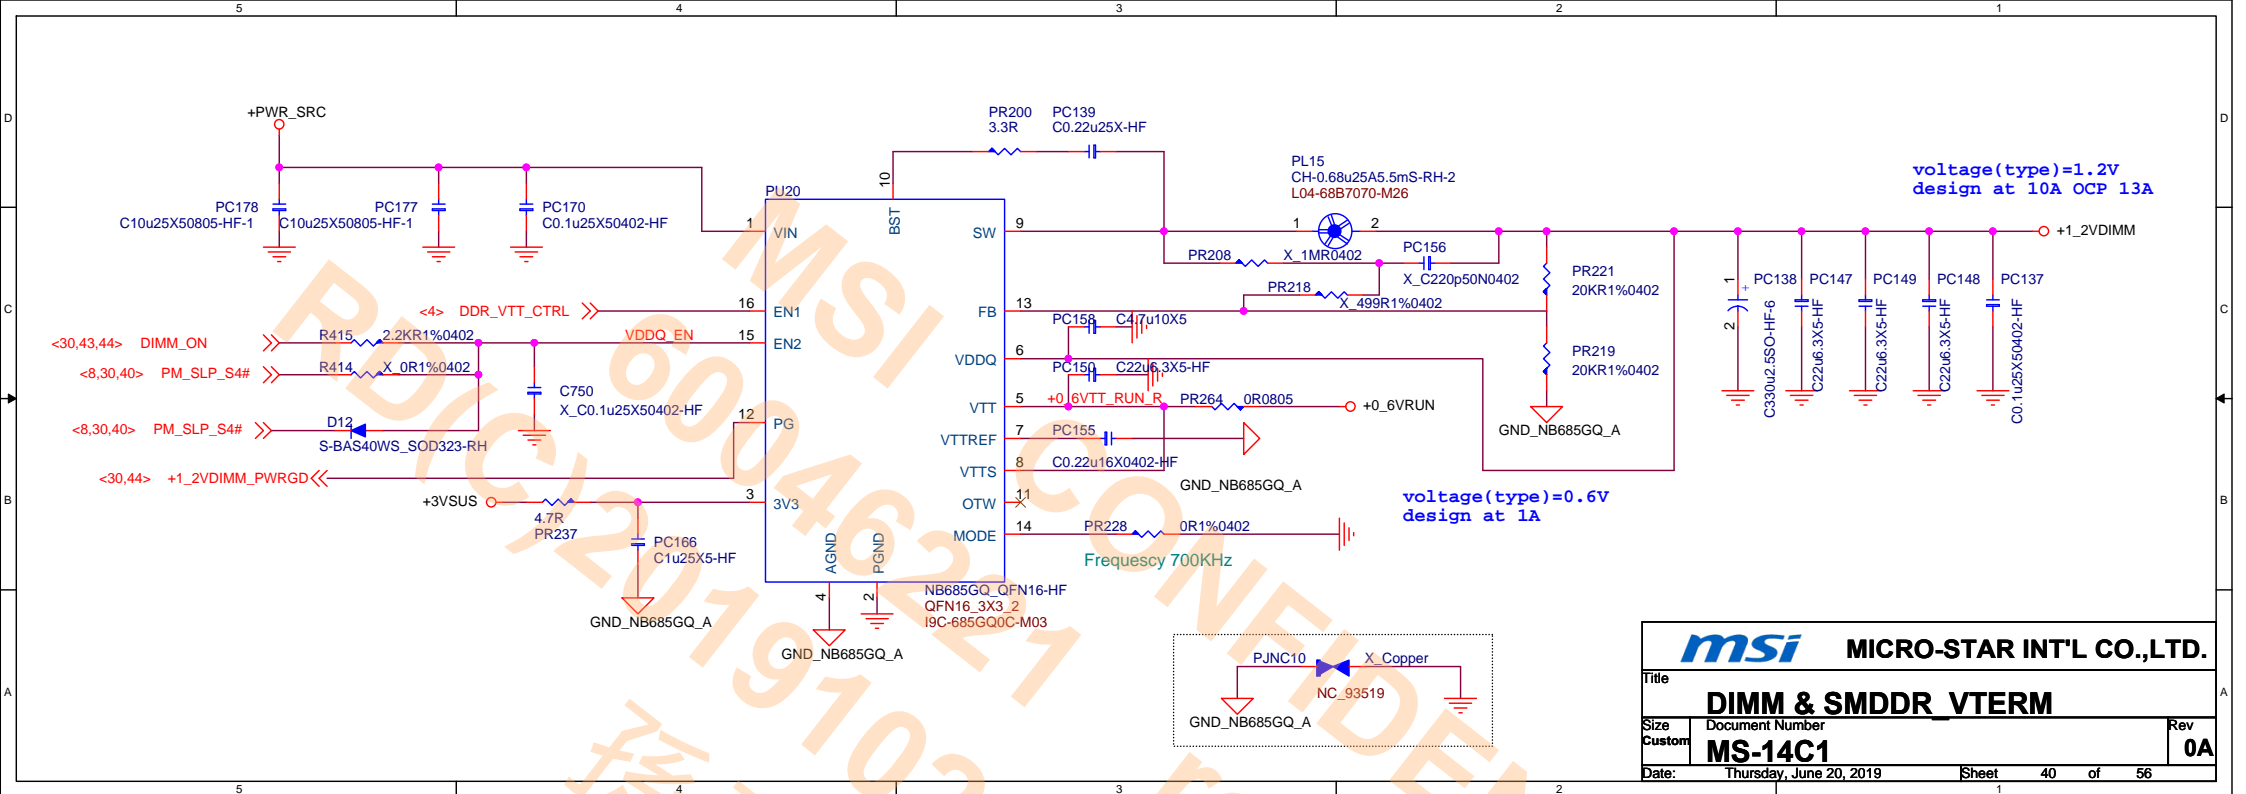 5 4 3 2 1
D
C
B
A
+PWR_SRC
PC178
C10u25X50805-HF-1
PC177
C10u25X50805-HF-1
PC170
C0.1u25X50402-HF
<4> DDR_VTT_CTRL
<30,43,44> DIMM_ON
R415 2.2KR1%0402
VDDQ_EN
<8,30,40> PM_SLP_S4#
R414 X_0R1%0402
C750
X_C0.1u25X50402-HF
<8,30,40> PM_SLP_S4#
D12
S-BAS40WS_SOD323-RH
<30,44> +1_2VDIMM_PWRGD
+3VSUS
4.7R
PR237
PC166
C1u25X5-HF
GND_NB685GQ_A
PU20
1 VIN
16 EN1
15 EN2
12 PG
3 3V3
10 BST
9 SW
13 FB
6 VDDQ
5 VTT
7 VTTREF
8 VTTS
11 OTW
14 MODE
4 AGND
2 PGND
NB685GQ_QFN16-HF
QFN16_3X3_2
I9C-685GQ0C-M03
GND_NB685GQ_A
PR200
3.3R
PC139
C0.22u25X-HF
PL15
CH-0.68u25A5.5mS-RH-2
L04-68B7070-M26
1 2
PR208 X_1MR0402
PC156
X_C220p50N0402
PR218
X_499R1%0402
PC158 C4.7u10X5
PC150 C22u6.3X5-HF
+0_6VTT_RUN_R
PR264 0R0805
+0_6VRUN
PC155
C0.22u16X0402-HF
GND_NB685GQ_A
PR228 0R1%0402
Frequescy 700KHz
PR221
20KR1%0402
PR219
20KR1%0402
GND_NB685GQ_A
voltage(type)=0.6V
design at 1A
voltage(type)=1.2V
design at 10A OCP 13A
+1_2VDIMM
1
+
2
PC138
C330u2.5SO-HF-6
PC147
C22u6.3X5-HF
PC149
C22u6.3X5-HF
PC148
C22u6.3X5-HF
PC137
C0.1u25X50402-HF
PJNC10 X_Copper
NC_93519
GND_NB685GQ_A
MSI CONFIDEN
60046221
RD(C)2019102
孫
msi MICRO-STAR INT'L CO.,LTD.
Title
DIMM & SMDDR_VTERM
Size
Custom
Document Number
MS-14C1
Rev
0A
Date: Thursday, June 20, 2019 Sheet 40 of 56
D
C
B
A
5 4 3 2 1